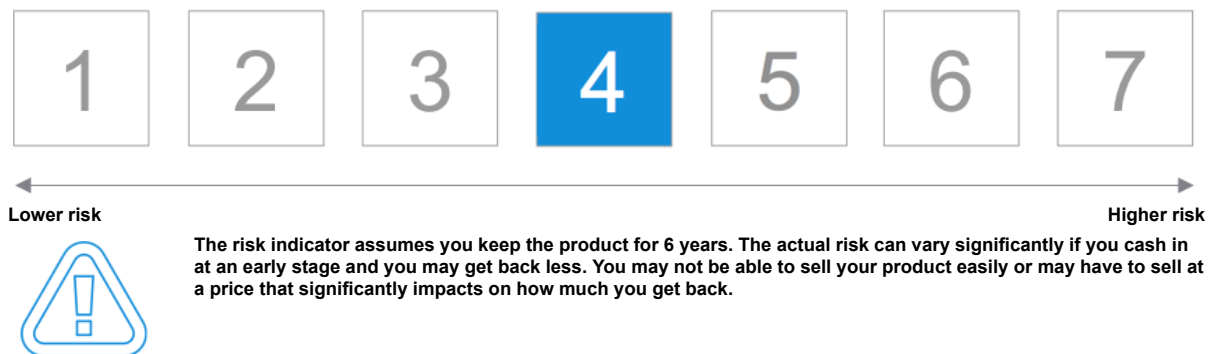 1 2 3 4 5 6 7
Lower risk Higher risk
The risk indicator assumes you keep the product for 6 years. The actual risk can vary significantly if you cash in
at an early stage and you may get back less. You may not be able to sell your product easily or may have to sell at
a price that significantly impacts on how much you get back.